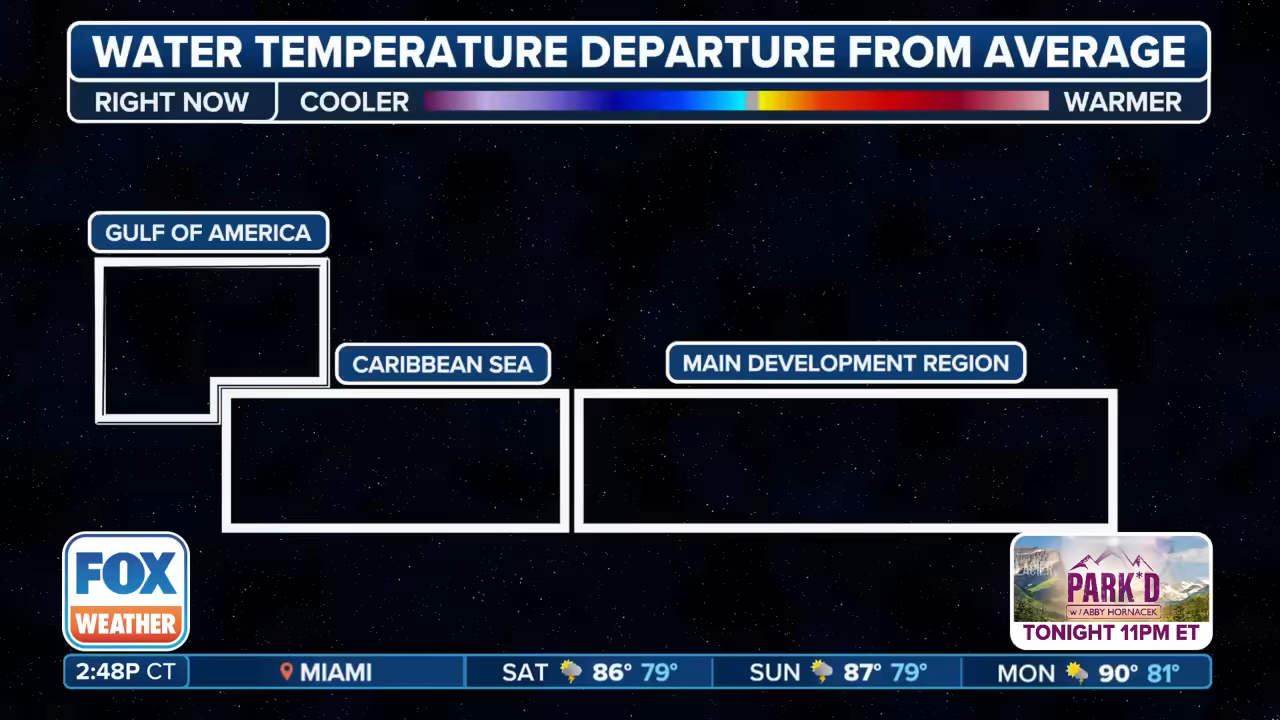 WATER TEMPERATURE DEPARTURE FROM AVERAGE
RIGHT NOW
COOLER
WARMER
GULF OF AMERICA
CARIBBEAN SEA
MAIN DEVELOPMENT REGION
FOX
WEATHER
PARK*D
W/ABBY HORNACEK
TONIGHT 11PM ET
2:48P CT
MIAMI
SAT 86° 79°
SUN 87° 79°
MON 90° 81°